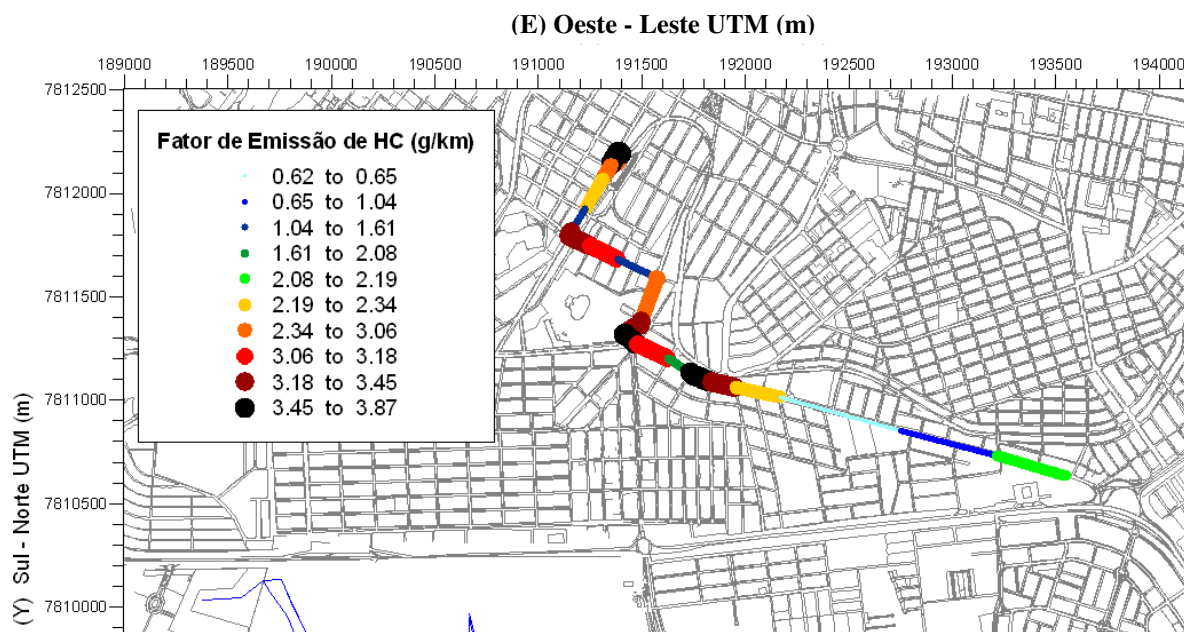 (E) Oeste - Leste UTM (m)
189000 189500 190000 190500 191000 191500 192000 192500 193000 193500 194000
7812500
7812000
7811500
7811000
7810500
7810000
(Y) Sul - Norte UTM (m)
Fator de Emissão de HC (g/km)
0.62 to 0.65
0.65 to 1.04
1.04 to 1.61
1.61 to 2.08
2.08 to 2.19
2.19 to 2.34
2.34 to 3.06
3.06 to 3.18
3.18 to 3.45
3.45 to 3.87